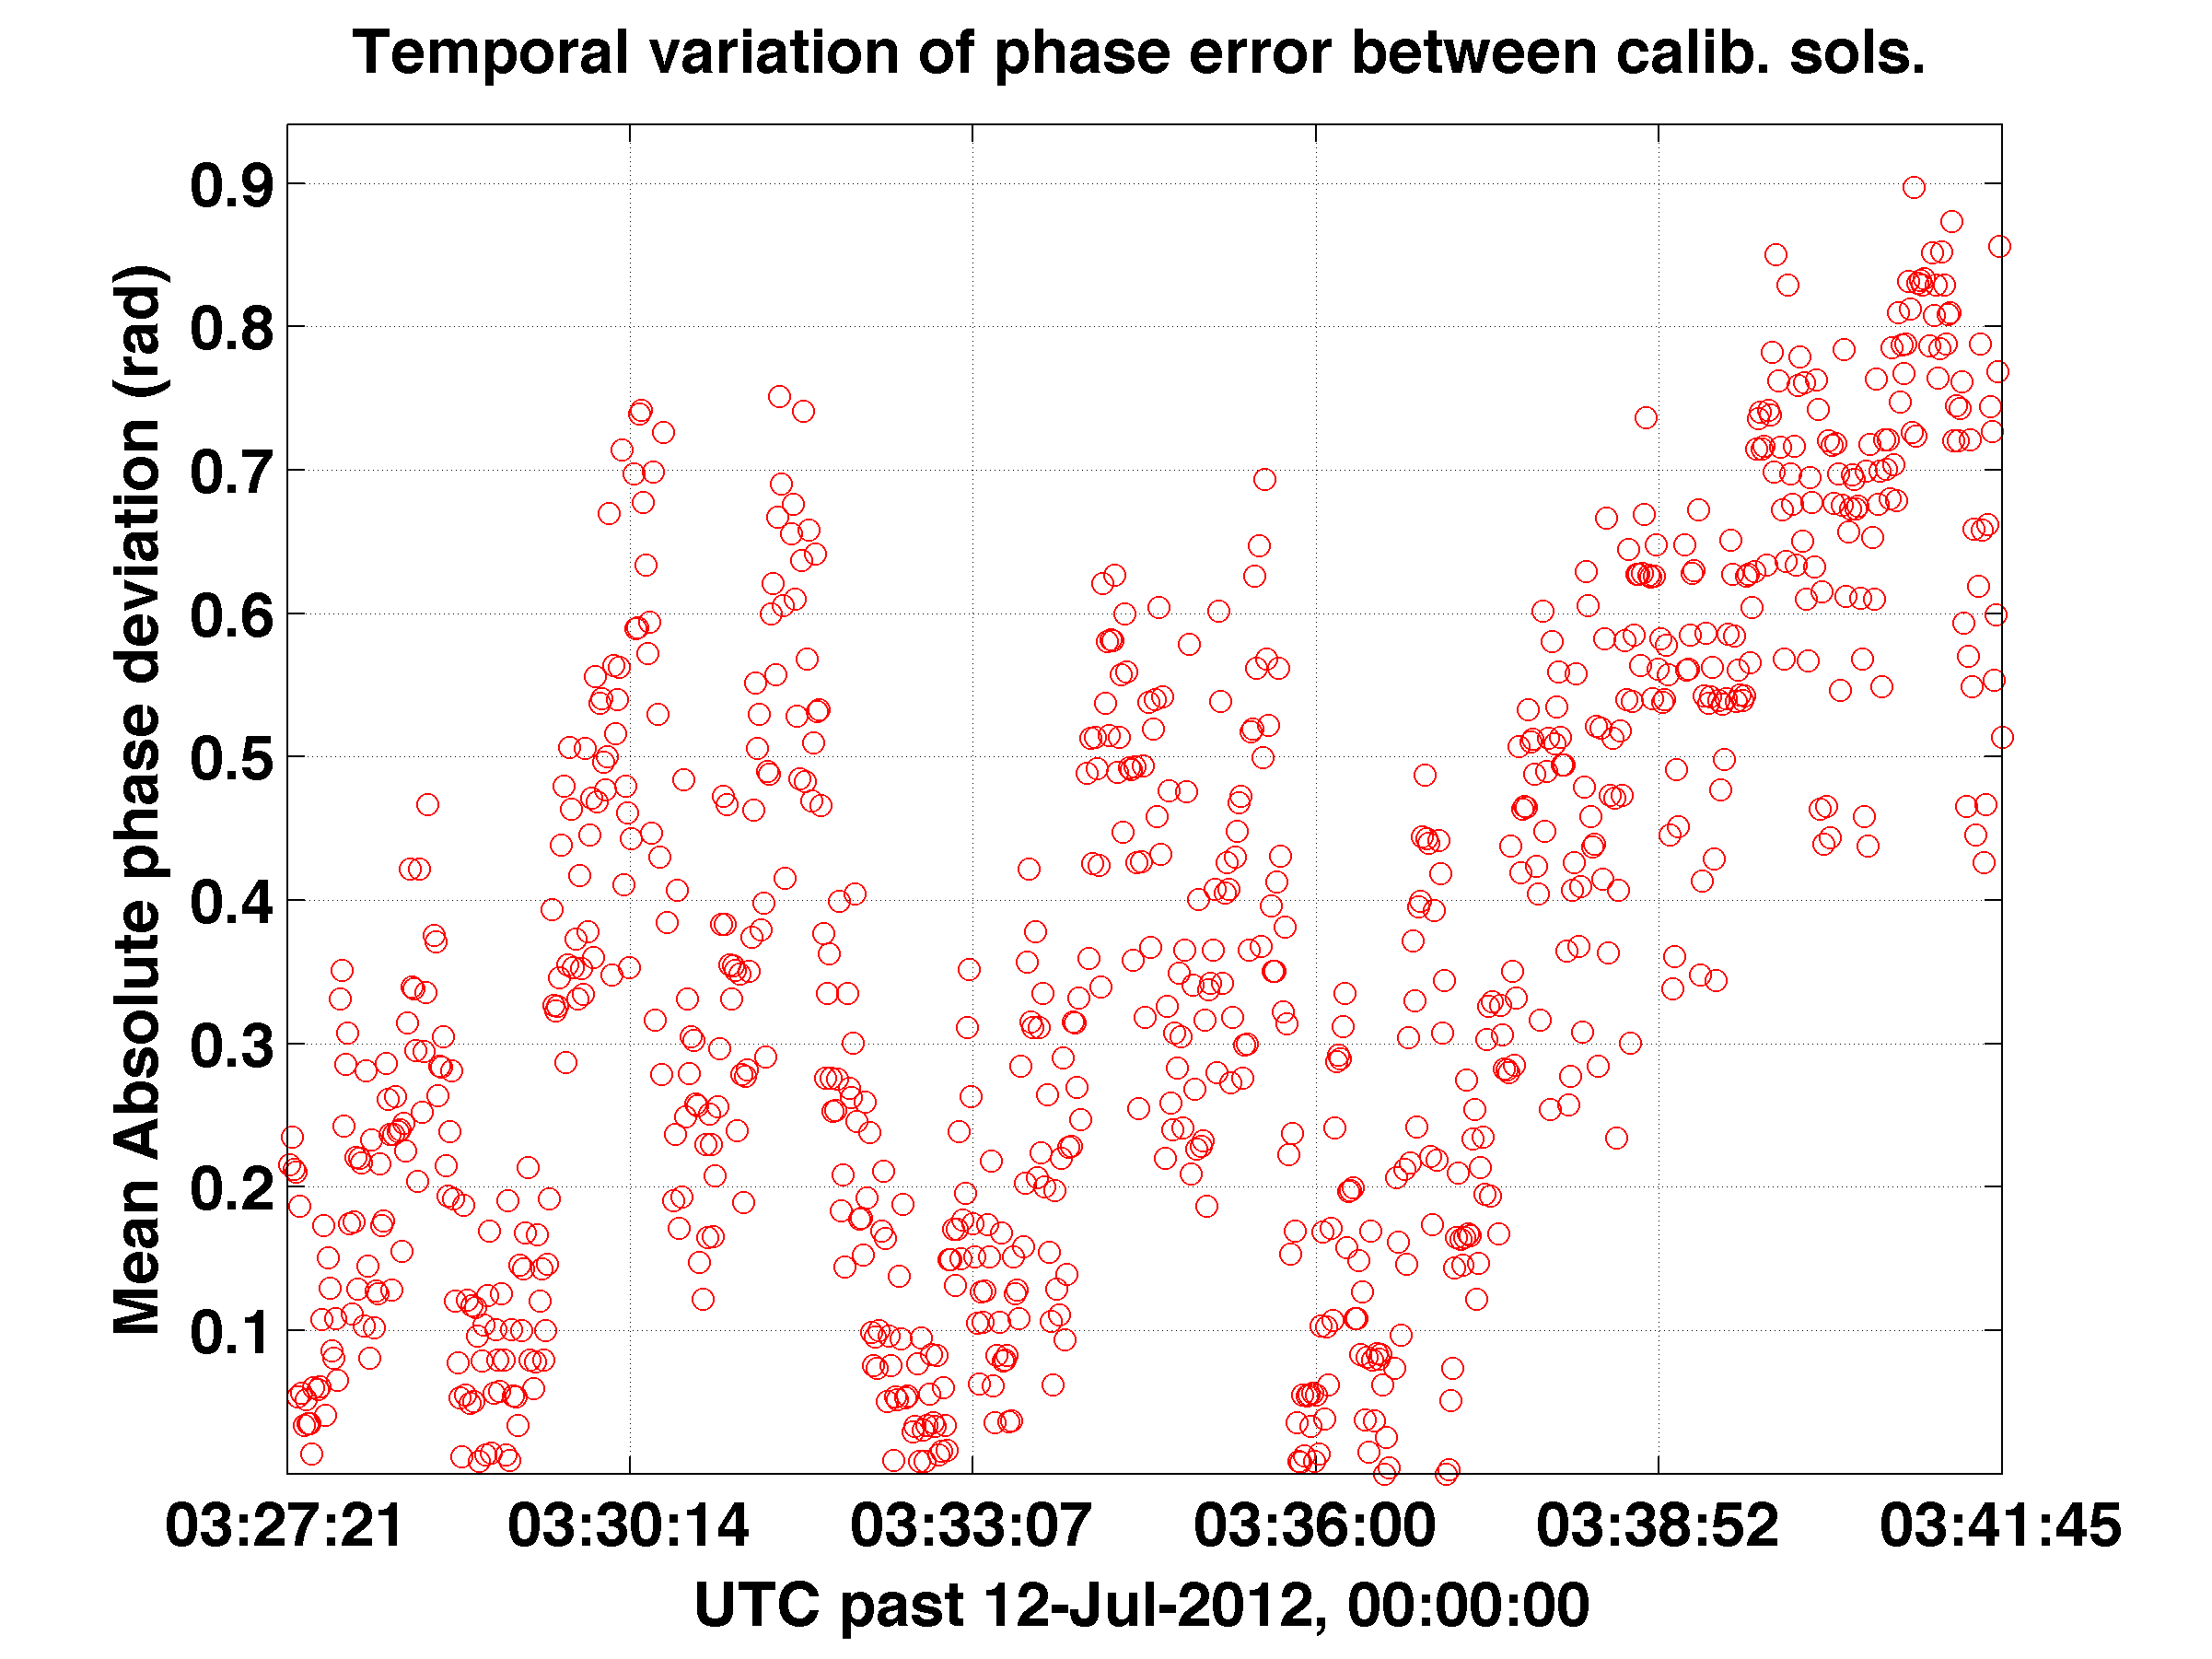 Temporal variation of phase error between calib. sols.
Mean Absolute phase deviation (rad)
0.9
0.8
0.7
0.6
0.5
0.4
0.3
0.2
0.1
03:27:21 03:30:14 03:33:07 03:36:00 03:38:52 03:41:45
UTC past 12-Jul-2012, 00:00:00